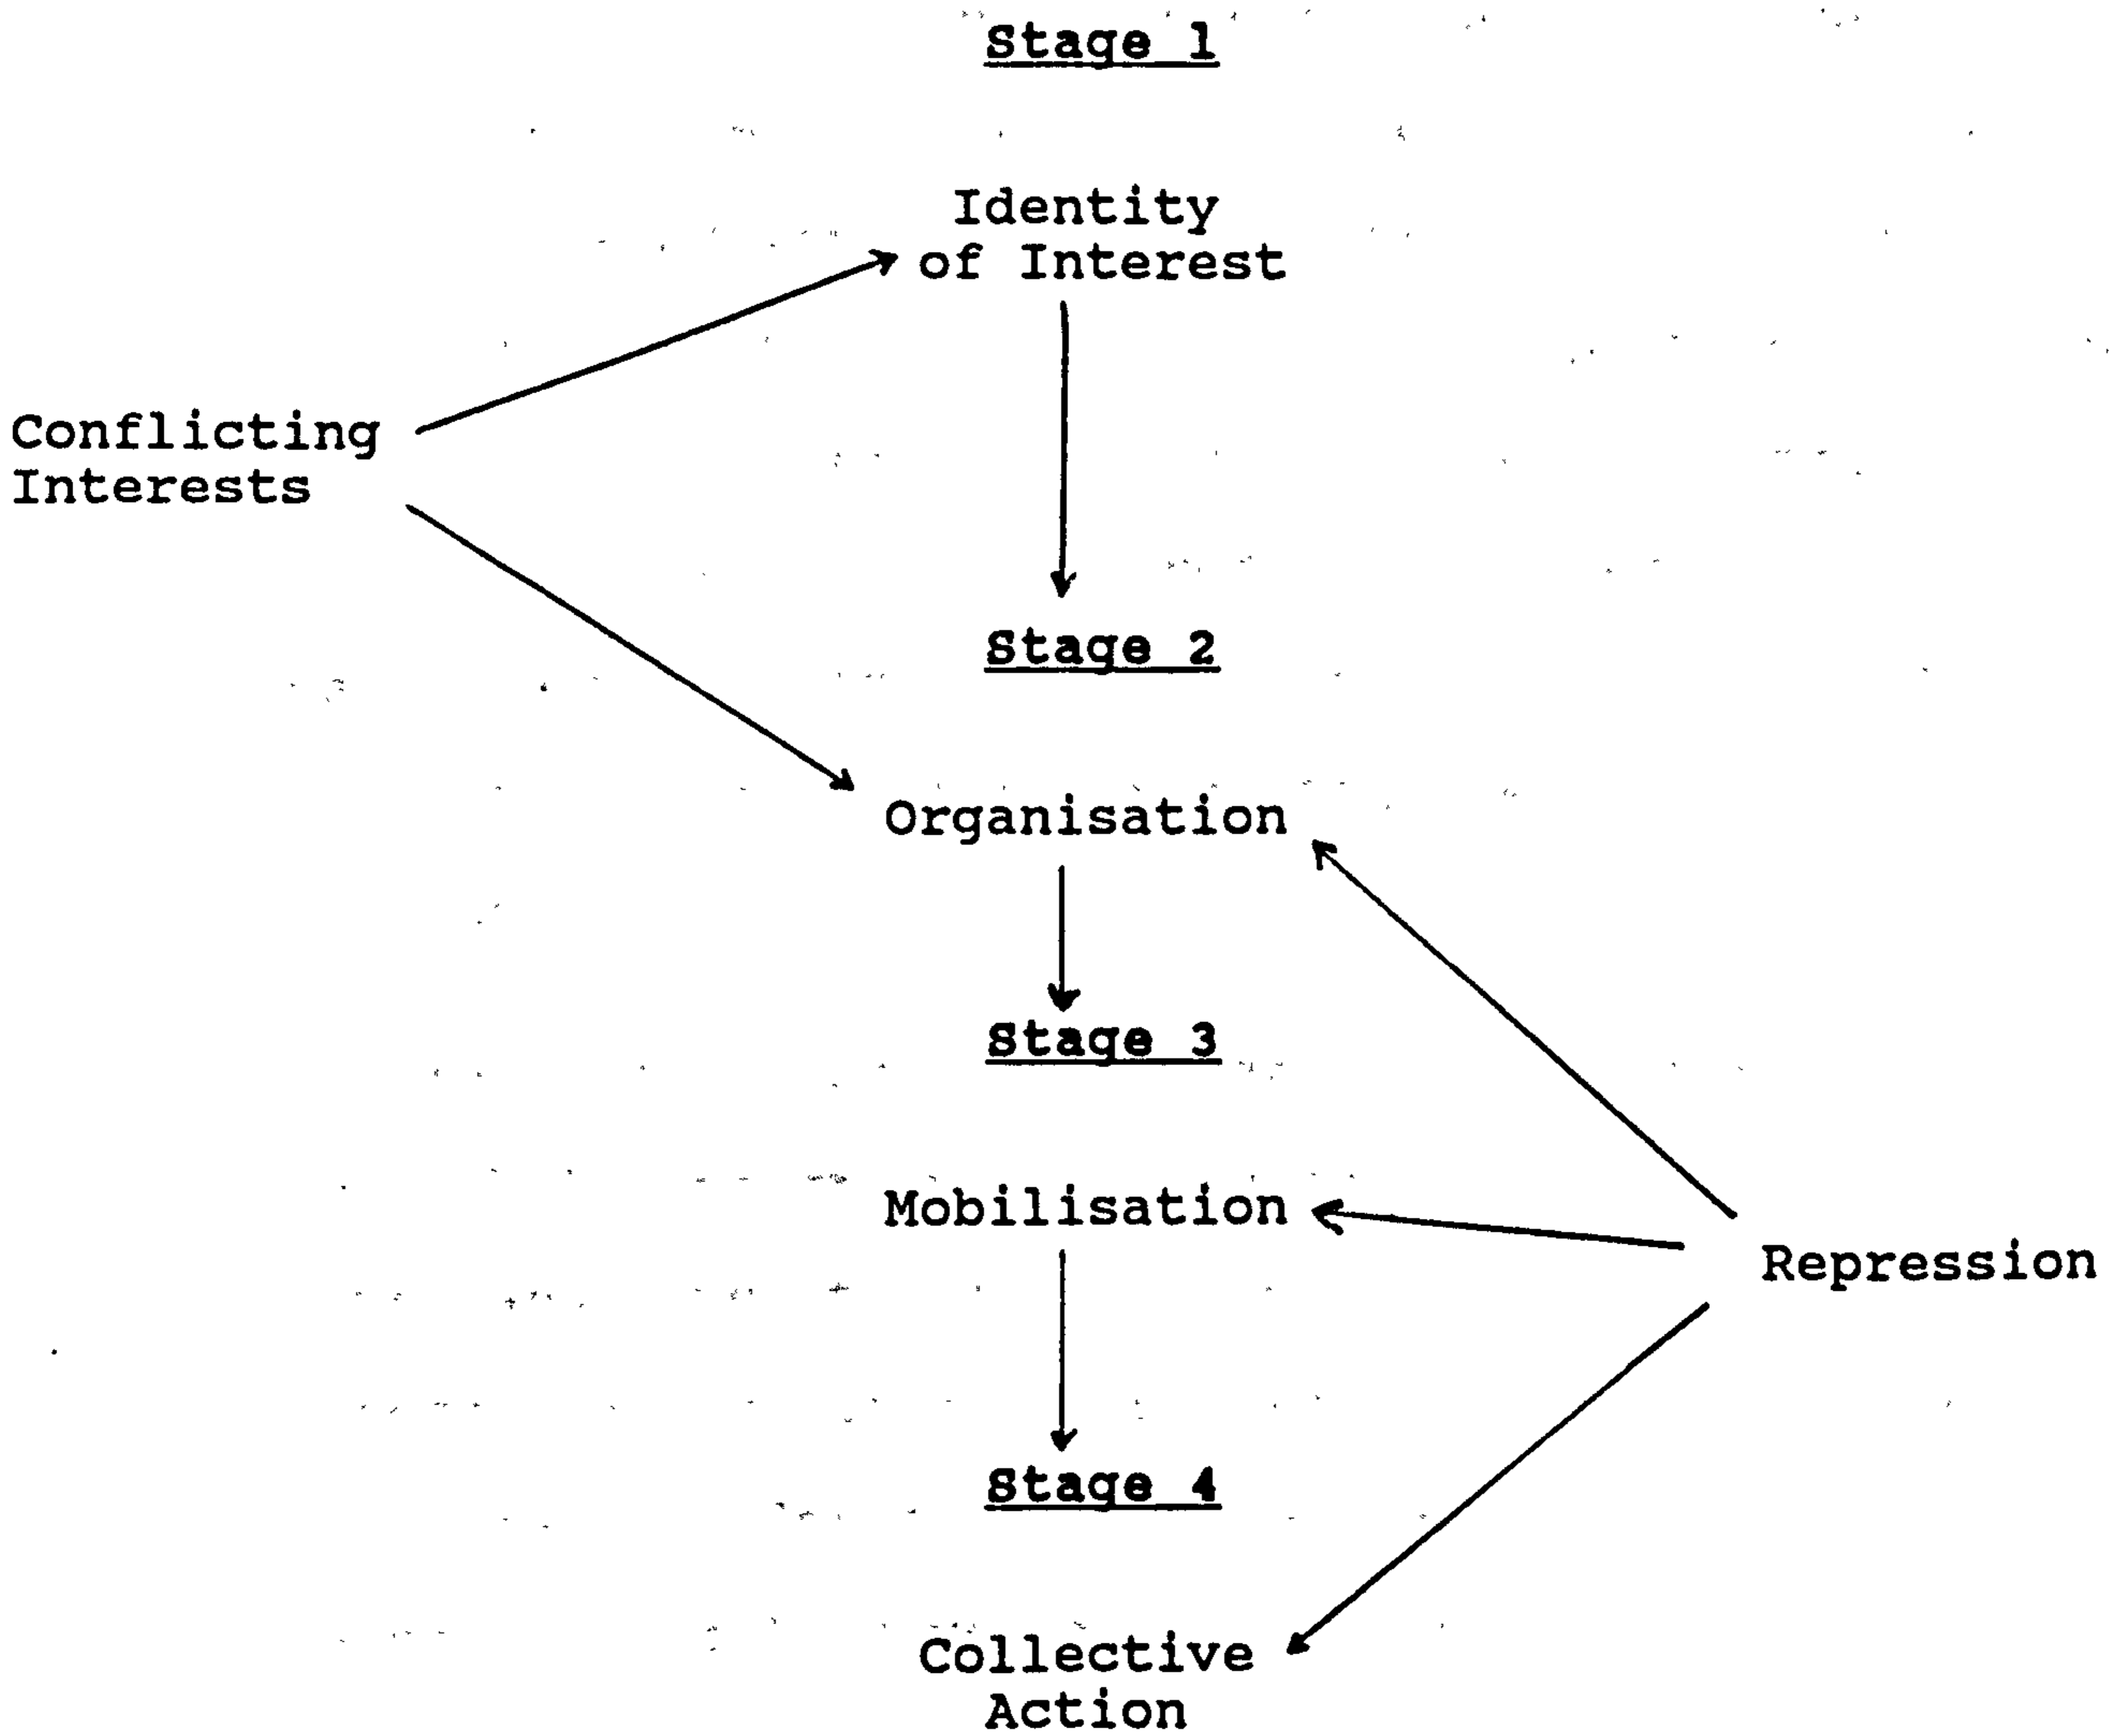 Stage 1
Identity
of Interest
Conflicting
Interests
Stage 2
Organisation
Stage 3
Mobilisation
Repression
Stage 4
Collective
Action